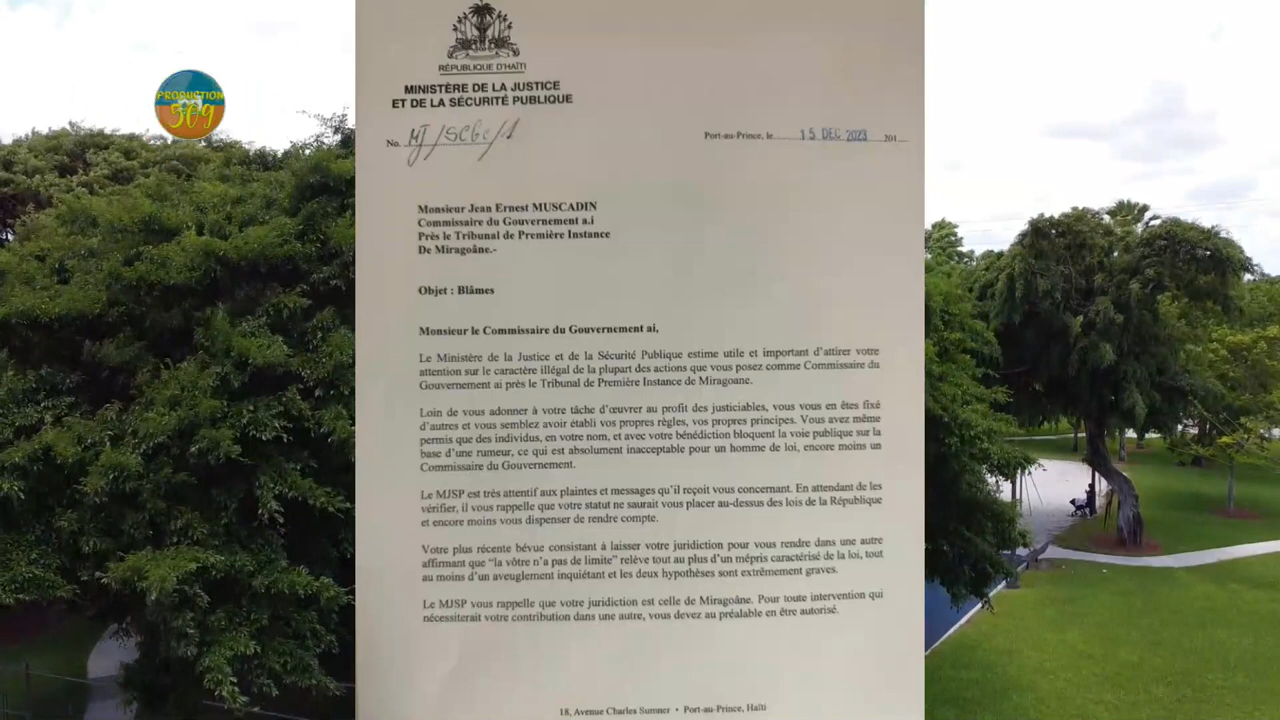 PRODUCTION
509
RÉPUBLIQUE D'HAÏTI
MINISTÈRE DE LA JUSTICE
ET DE LA SÉCURITÉ PUBLIQUE
No.
Port-au-Prince, le 15 DEC 2023 201
Monsieur Jean Ernest MUSCADIN
Commissaire du Gouvernement a.i
Près le Tribunal de Première Instance
De Miragoâne.-
Objet : Blâmes
Monsieur le Commissaire du Gouvernement ai,
Le Ministère de la Justice et de la Sécurité Publique estime utile et important d'attirer votre
attention sur le caractère illégal de la plupart des actions que vous posez comme Commissaire du
Gouvernement ai près le Tribunal de Première Instance de Miragoane.
Loin de vous adonner à votre tâche d'œuvrer au profit des justiciables, vous vous en êtes fixé
d'autres et vous semblez avoir établi vos propres règles, vos propres principes. Vous avez même
permis que des individus, en votre nom, et avec votre bénédiction bloquent la voie publique sur la
base d'une rumeur, ce qui est absolument inacceptable pour un homme de loi, encore moins un
Commissaire du Gouvernement.
Le MJSP est très attentif aux plaintes et messages qu'il reçoit vous concernant. En attendant de les
vérifier, il vous rappelle que votre statut ne saurait vous placer au-dessus des lois de la République
et encore moins vous dispenser de rendre compte.
Votre plus récente bévue consistant à laisser votre juridiction pour vous rendre dans une autre
affirmant que "la vôtre n'a pas de limite" relève tout au plus d'un mépris caractérisé de la loi, tout
au moins d'un aveuglement inquiétant et les deux hypothèses sont extrêmement graves.
Le MJSP vous rappelle que votre juridiction est celle de Miragoâne. Pour toute intervention qui
nécessiterait votre contribution dans une autre, vous devez au préalable en être autorisé.
18, Avenue Charles Sumner • Port-au-Prince, Haïti